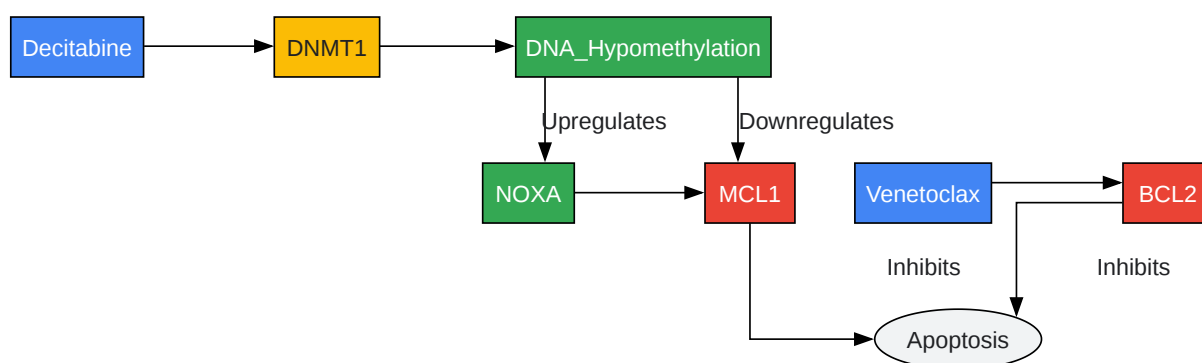 Decitabine
DNMT1
DNA_Hypomethylation
Upregulates
Downregulates
NOXA
MCL1
Venetoclax
BCL2
Inhibits
Inhibits
Apoptosis